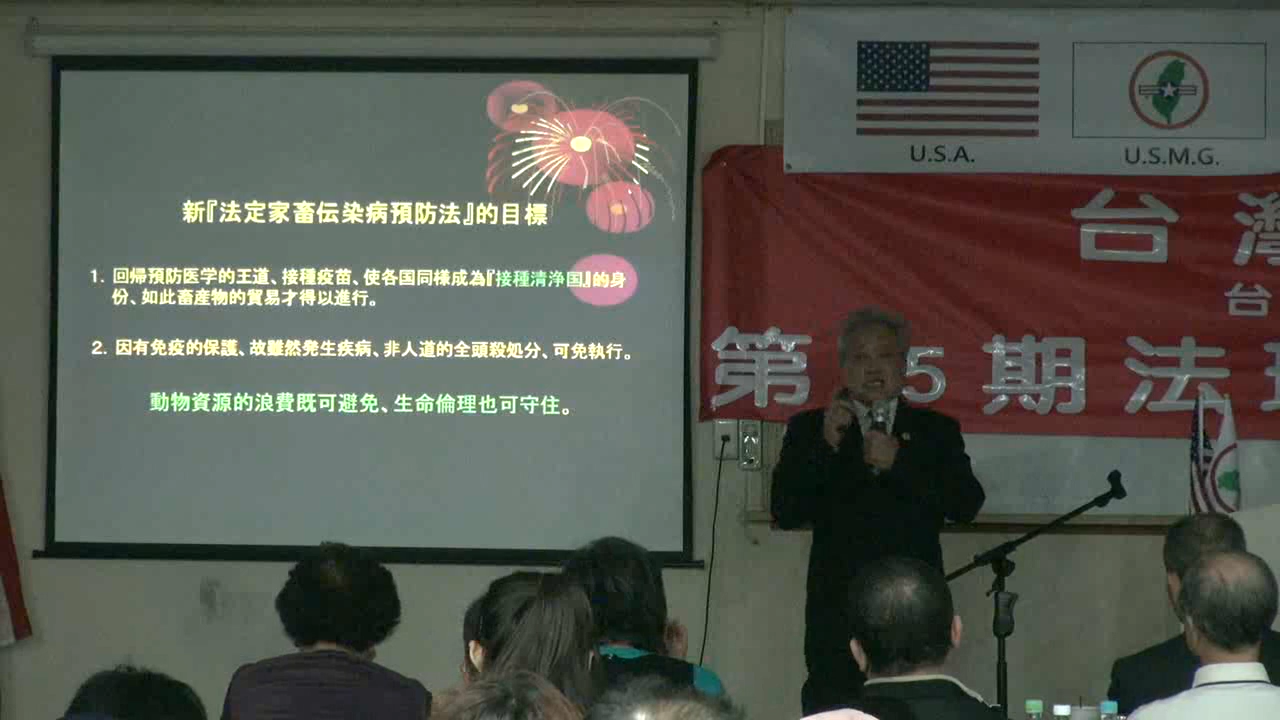 新『法定家畜伝染病預防法』的目標
1. 回帰預防医学的王道、接種疫苗、使各国同様成為『接種清浄国』的身
份、如此畜産物的貿易才得以進行。
2. 因有免疫的保護、故雖然発生疾病、非人道的全頭殺処分、可免執行。
動物資源的浪費既可避免、生命倫理也可守住。
U.S.A.
U.S.M.G.
台灣
台
第 5期法理